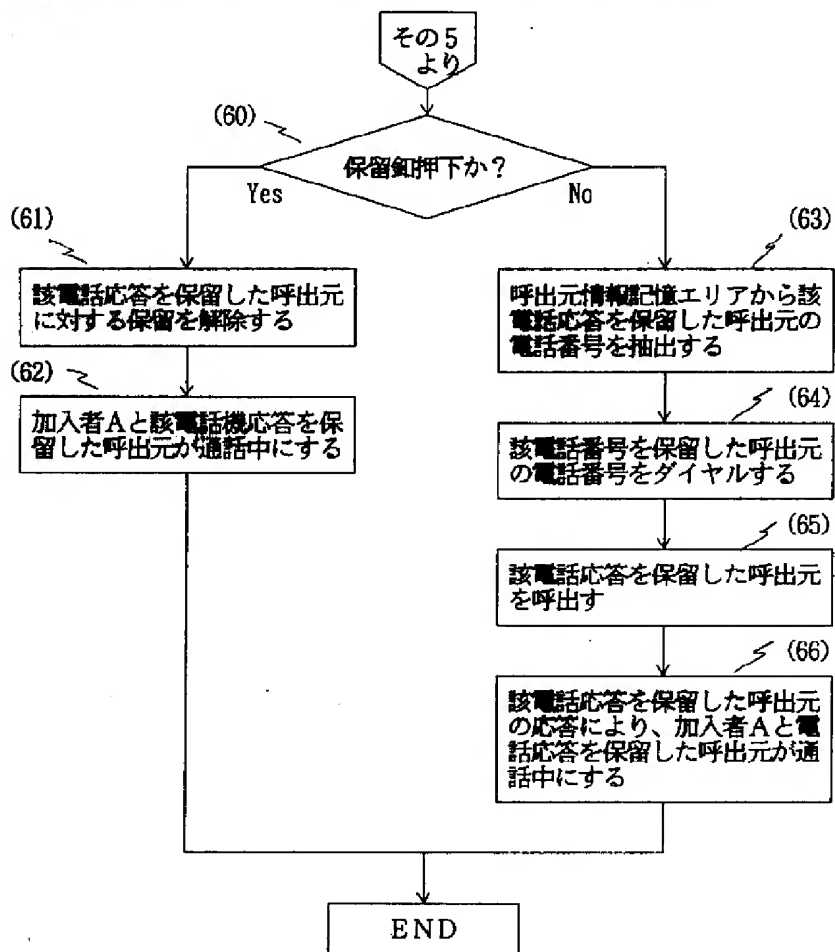 その5
より
(60)
保留釦押下か?
Yes
No
(61)
該電話応答を保留した呼出元
に対する保留を解除する
(62)
加入者Aと該電話機応答を保
留した呼出元が通話中にする
(63)
呼出元情報記憶エリアから該
電話応答を保留した呼出元の
電話番号を抽出する
(64)
該電話番号を保留した呼出元
の電話番号をダイヤルする
(65)
該電話応答を保留した呼出元
を呼出す
(66)
該電話応答を保留した呼出元
の応答により、加入者Aと電
話応答を保留した呼出元が通
話中にする
END